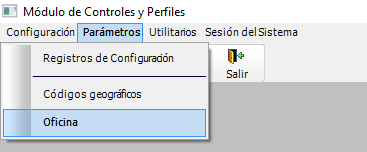 Módulo de Controles y Perfiles
Configuración Parámetros Utilitarios Sesión del Sistema
Registros de Configuración
Salir
Códigos geográficos
Oficina